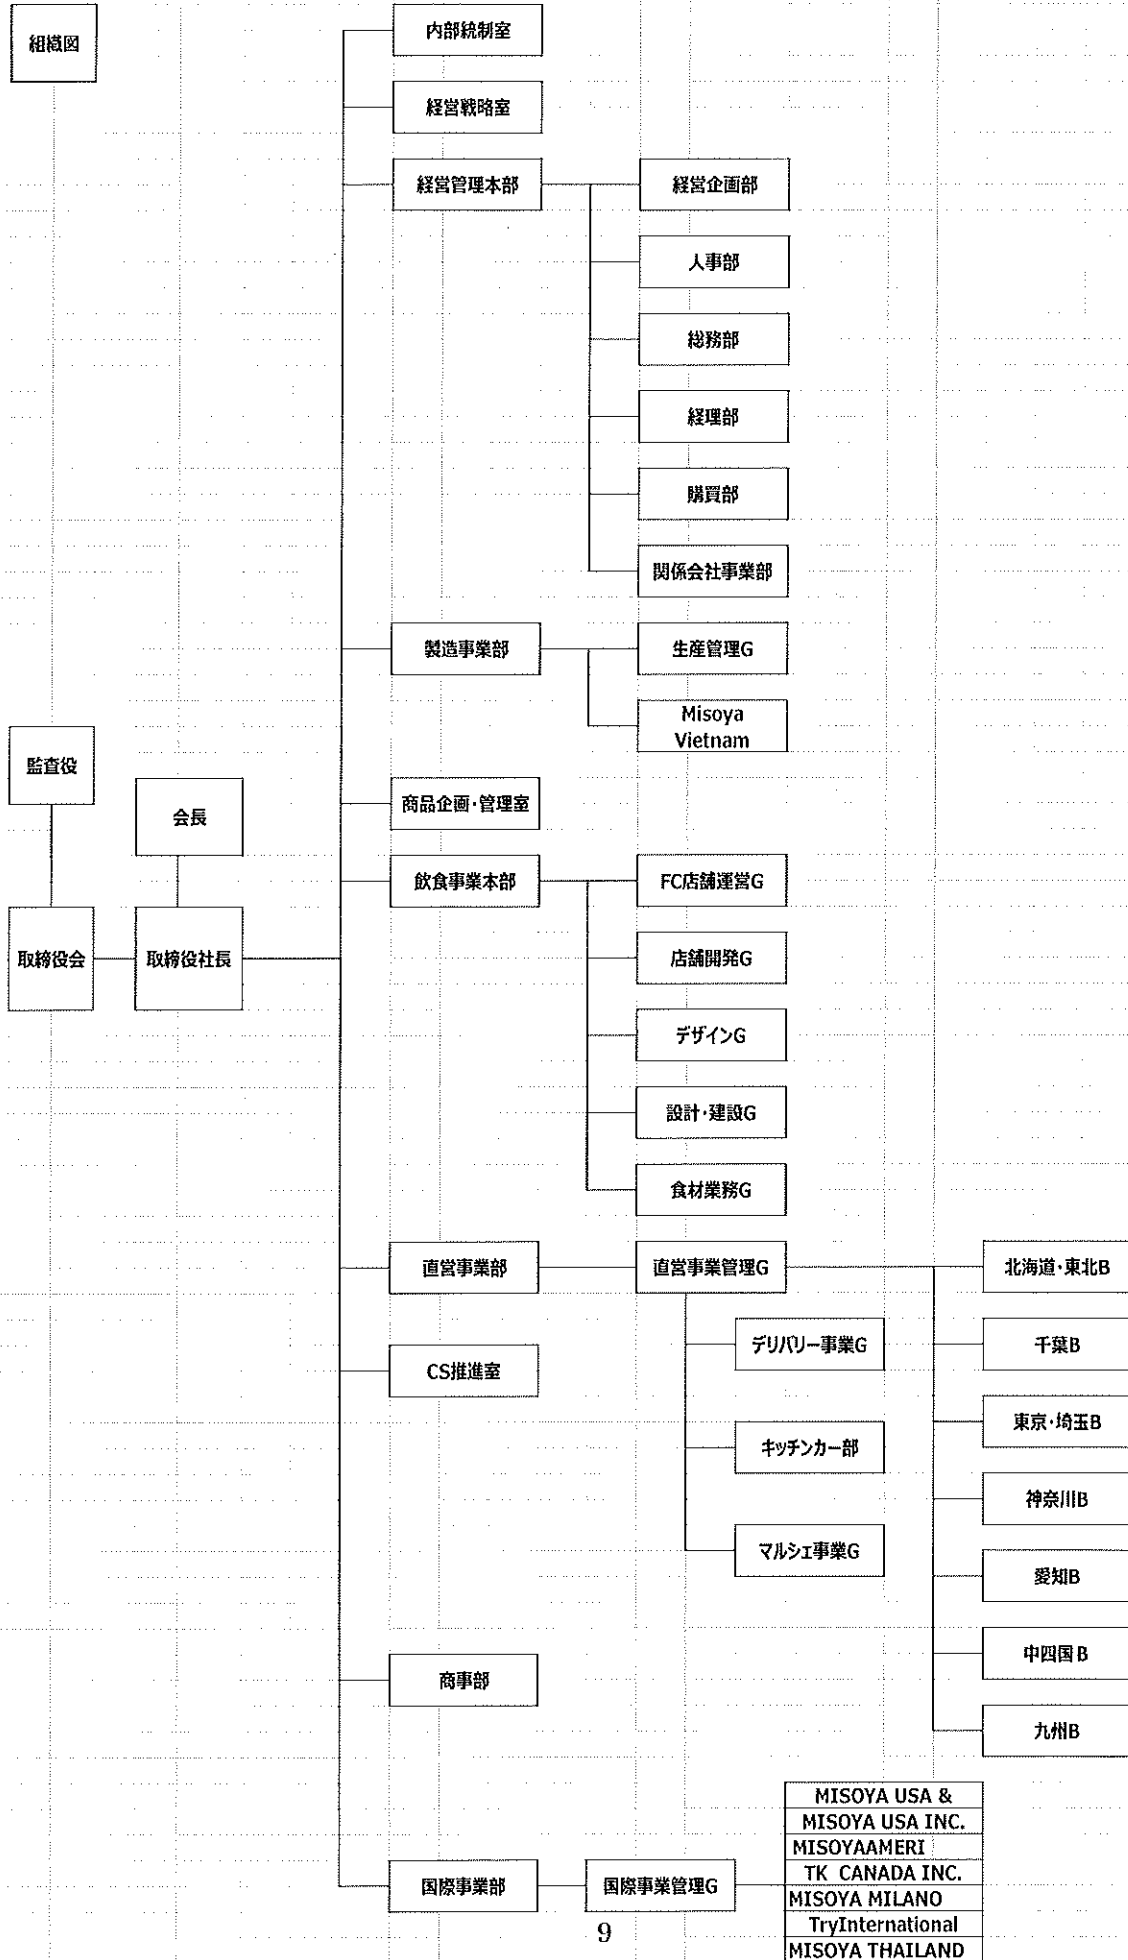 組織図
内部統制室
経営戦略室
経営管理本部
経営企画部
人事部
総務部
経理部
購買部
関係会社事業部
製造事業部
生産管理G
Misoya
Vietnam
監査役
会長
商品企画・管理室
飲食事業本部
FC店舗運営G
取締役会
取締役社長
店舗開発G
デザインG
設計・建設G
食材業務G
直営事業部
直営事業管理G
北海道・東北B
デリバリー事業G
千葉B
CS推進室
東京・埼玉B
キッチンカー部
神奈川B
マルシェ事業G
愛知B
商事部
中四国B
九州B
国際事業部
国際事業管理G
MISOYA USA &
MISOYA USA INC.
MISOYAAMERI
TK CANADA INC.
MISOYA MILANO
TryInternational
MISOYA THAILAND
9